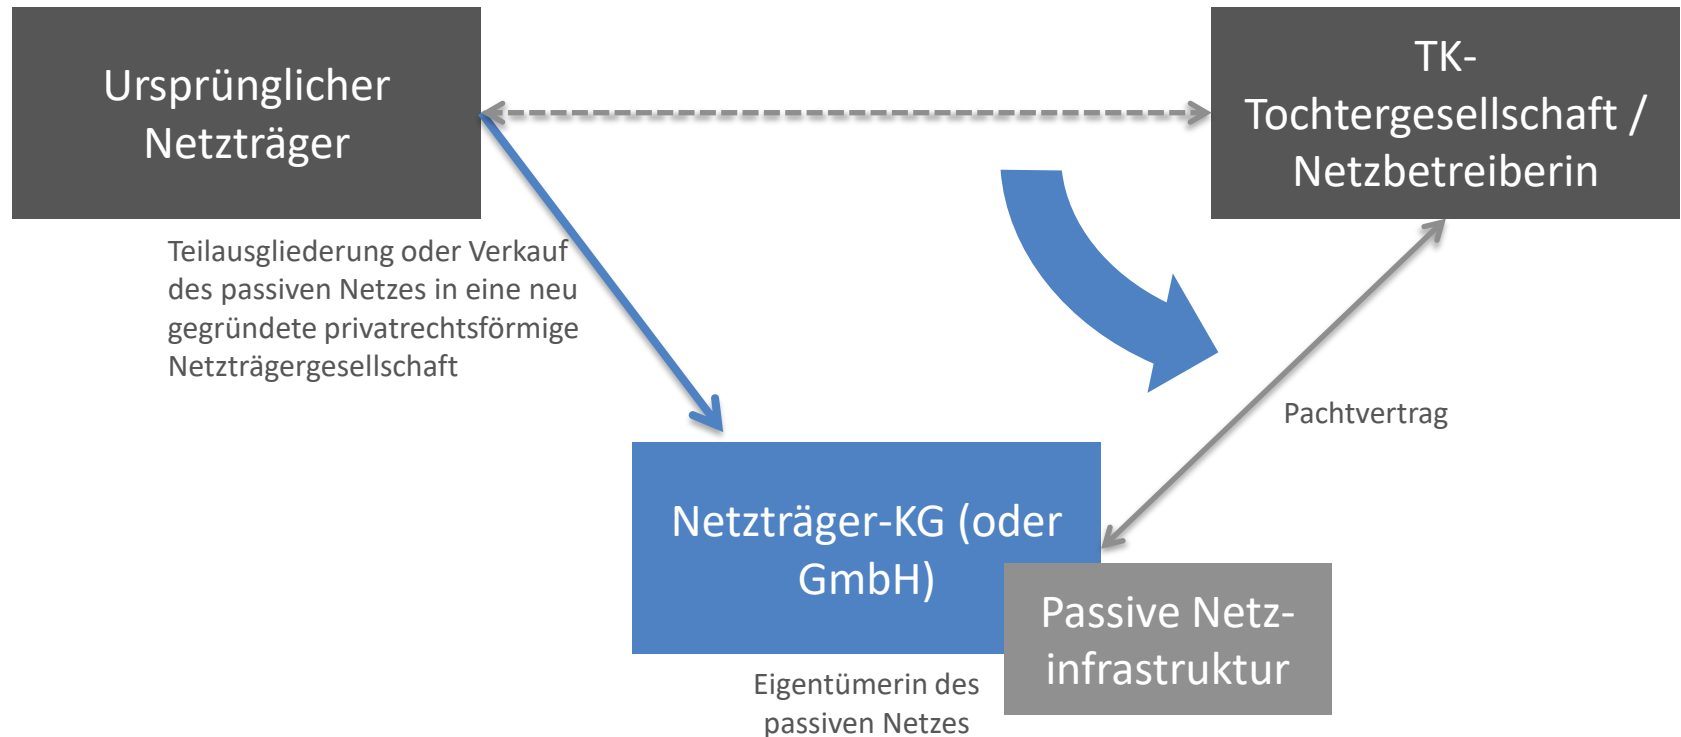 Ursprünglicher
Netzträger
TK-
Tochtergesellschaft /
Netzbetreiberin
Teilausgliederung oder Verkauf
des passiven Netzes in eine neu
gegründete privatrechtsförmige
Netzträgergesellschaft
Pachtvertrag
Netzträger-KG (oder
GmbH)
Passive Netz-
infrastruktur
Eigentümerin des
passiven Netzes